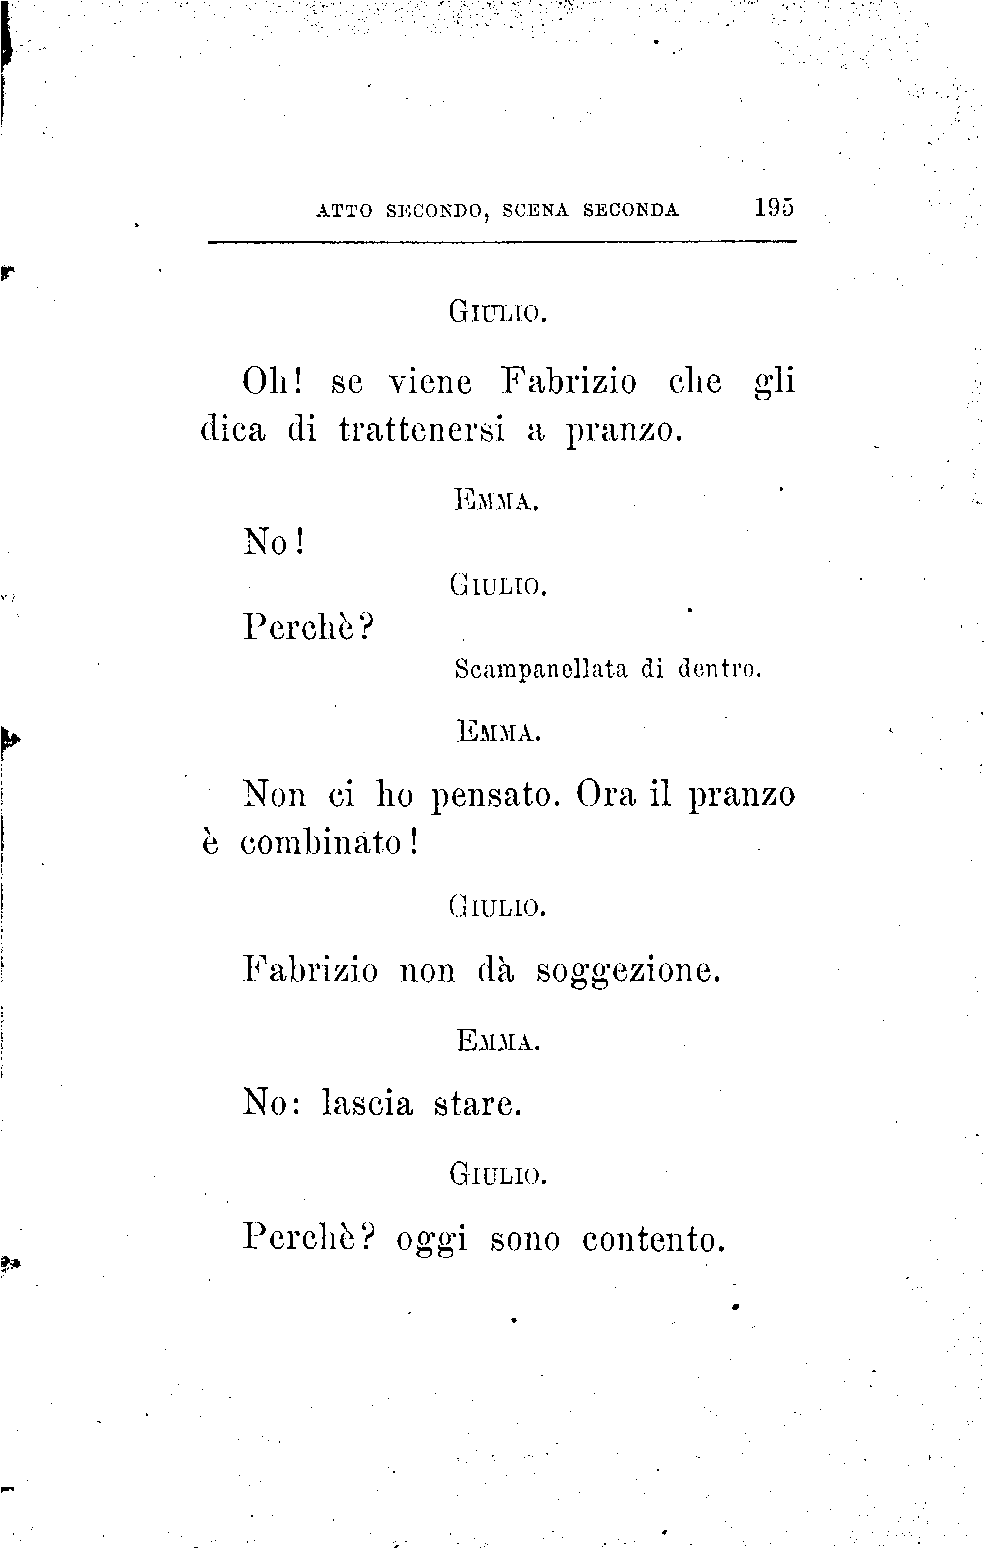 ATTO SECONDO, SCENA SECONDA 195
GIULIO.
Oh! se viene Fabrizio che gli
dica di trattenersi a pranzo.
EMMA.
No!
GIULIO.
Perchè?
Scampanellata di dentro.
EMMA.
Non ci ho pensato. Ora il pranzo
è combinato!
GIULIO.
Fabrizio non dà soggezione.
EMMA.
No: lascia stare.
GIULIO.
Perchè? oggi sono contento.